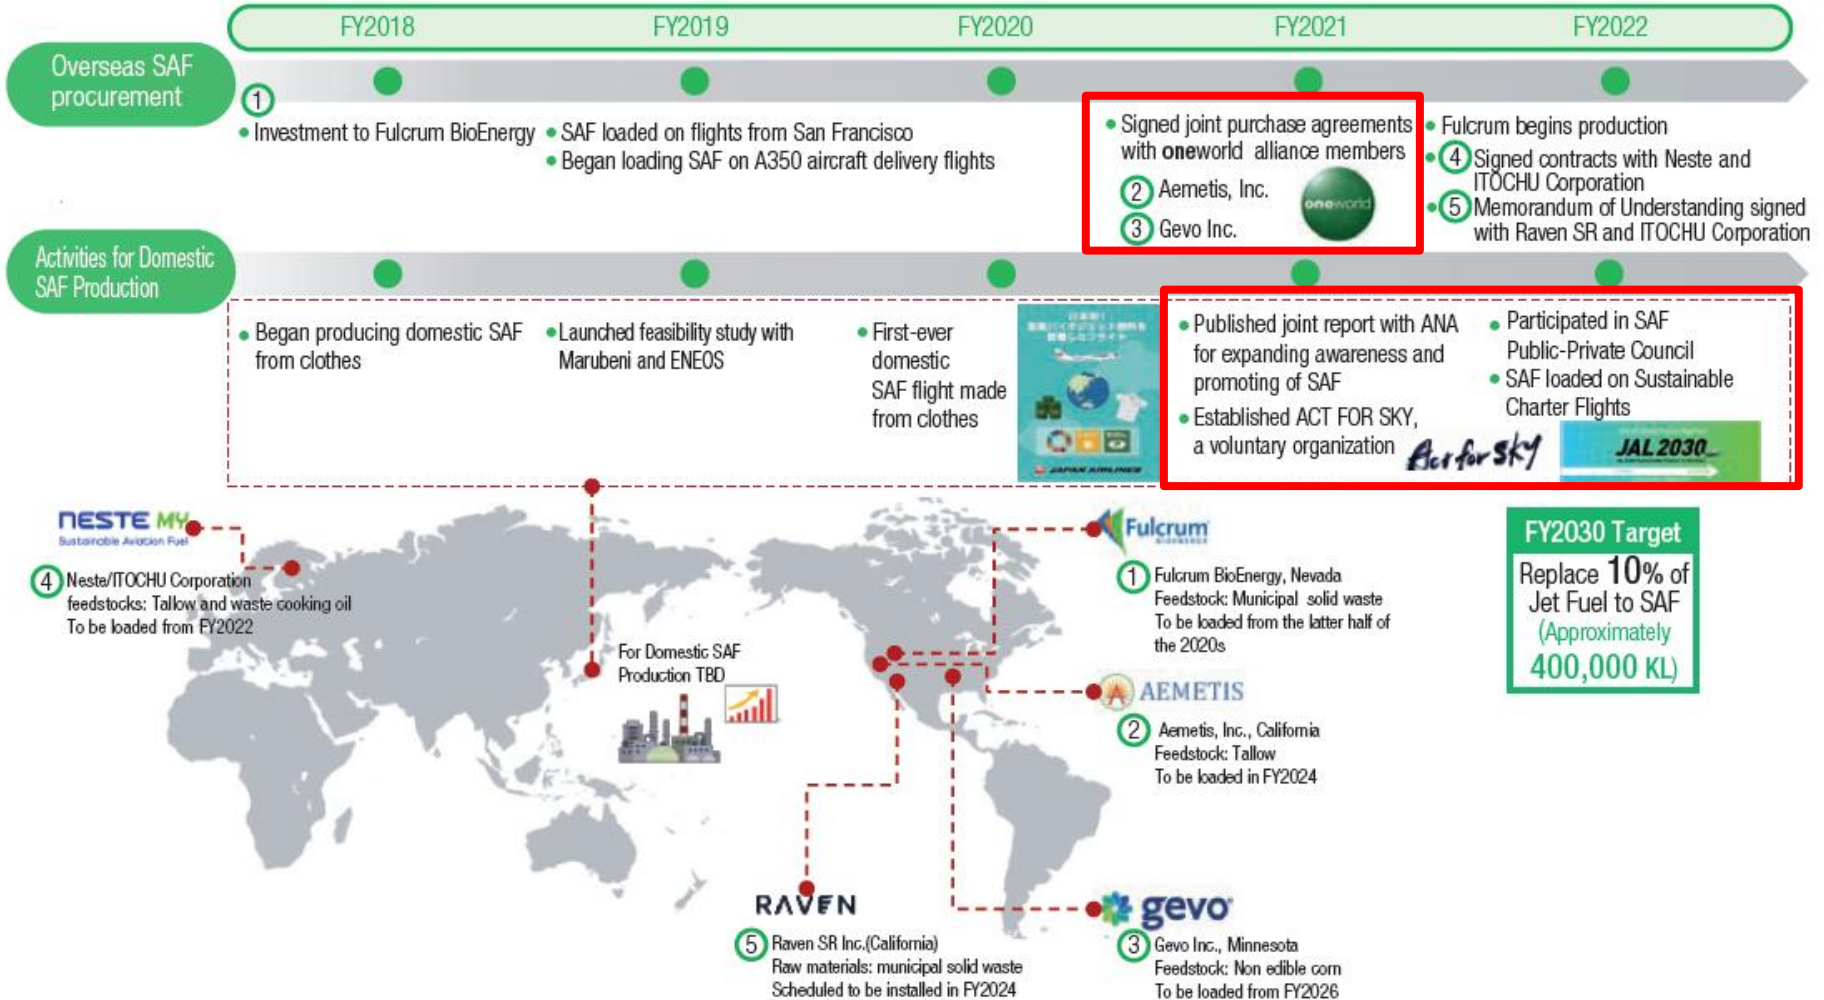 FY2018
FY2019
FY2020
FY2021
FY2022
Overseas SAF
procurement
1
• Investment to Fulcrum BioEnergy
• SAF loaded on flights from San Francisco
• Began loading SAF on A350 aircraft delivery flights
• Signed joint purchase agreements
with oneworld alliance members
2 Aemetis, Inc.
3 Gevo Inc.
oneworld
• Fulcrum begins production
• 4 Signed contracts with Neste and
ITOCHU Corporation
• 5 Memorandum of Understanding signed
with Raven SR and ITOCHU Corporation
Activities for Domestic
SAF Production
• Began producing domestic SAF
from clothes
• Launched feasibility study with
Marubeni and ENEOS
• First-ever
domestic
SAF flight made
from clothes
JAPAN AIRLINES
• Published joint report with ANA
for expanding awareness and
promoting of SAF
• Established ACT FOR SKY,
a voluntary organization
Act for SKY
• Participated in SAF
Public-Private Council
• SAF loaded on Sustainable
Charter Flights
JAL 2030
NESTE MY
Sustainable Aviation Fuel
4 Neste/ITOCHU Corporation
feedstocks: Tallow and waste cooking oil
To be loaded from FY2022
For Domestic SAF
Production TBD
Fulcrum
BIOENERGY
1 Fulcrum BioEnergy, Nevada
Feedstock: Municipal solid waste
To be loaded from the latter half of
the 2020s
AEMETIS
2 Aemetis, Inc., California
Feedstock: Tallow
To be loaded in FY2024
FY2030 Target
Replace 10% of
Jet Fuel to SAF
(Approximately
400,000 KL)
RAVEN
5 Raven SR Inc.(California)
Raw materials: municipal solid waste
Scheduled to be installed in FY2024
gevo
3 Gevo Inc., Minnesota
Feedstock: Non edible corn
To be loaded from FY2026